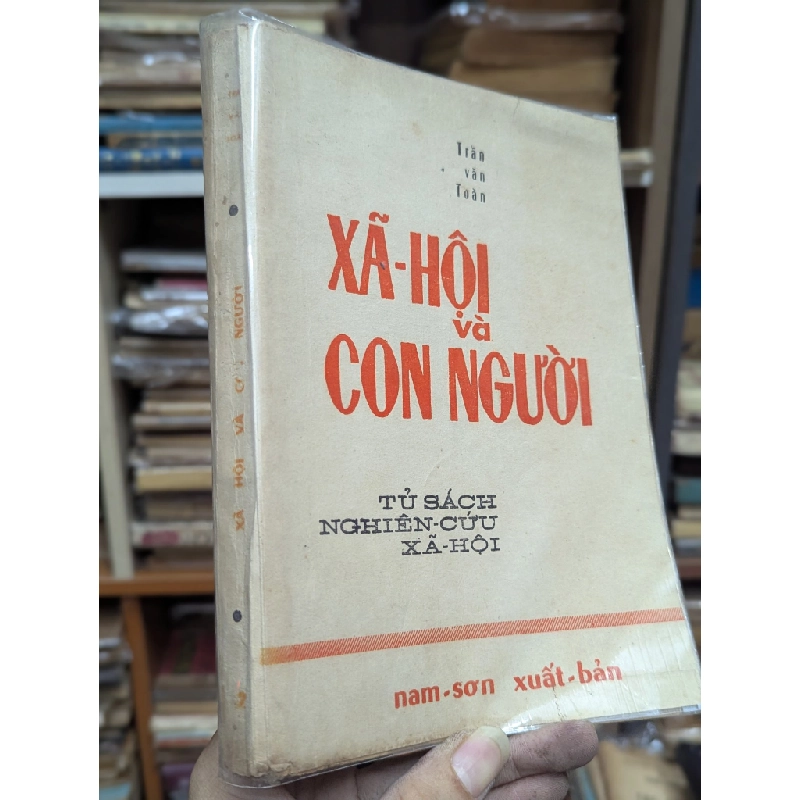 Trần
văn
Toàn
XÃ-HỘI
và
CON NGƯỜI
TỦ SÁCH
NGHIÊN-CỨU
XÃ-HỘI
nam-sơn xuất-bản
XÃ HỘI VÀ CO NGƯỜI